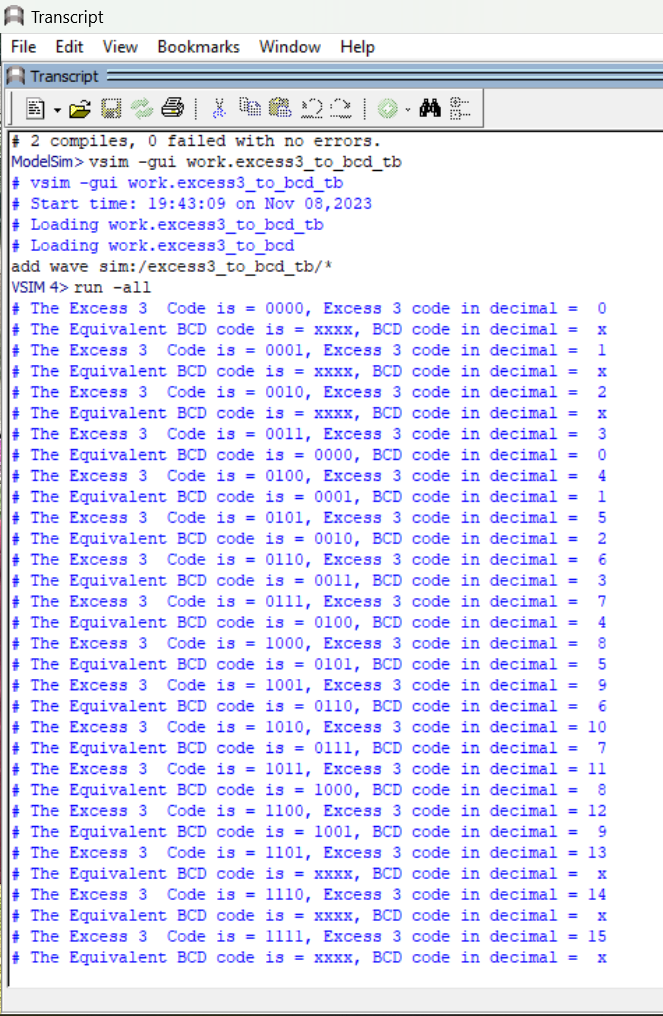 Transcript
File Edit View Bookmarks Window Help
Transcript
# 2 compiles, 0 failed with no errors.
ModelSim> vsim -gui work.excess3_to_bcd_tb
# vsim -gui work.excess3_to_bcd_tb
# Start time: 19:43:09 on Nov 08,2023
# Loading work.excess3_to_bcd_tb
# Loading work.excess3_to_bcd
add wave sim:/excess3_to_bcd_tb/*
VSIM 4> run -all
# The Excess 3  Code is = 0000, Excess 3 code in decimal =  0
# The Equivalent BCD code is = xxxx, BCD code in decimal =  x
# The Excess 3  Code is = 0001, Excess 3 code in decimal =  1
# The Equivalent BCD code is = xxxx, BCD code in decimal =  x
# The Excess 3  Code is = 0010, Excess 3 code in decimal =  2
# The Equivalent BCD code is = xxxx, BCD code in decimal =  x
# The Excess 3  Code is = 0011, Excess 3 code in decimal =  3
# The Equivalent BCD code is = 0000, BCD code in decimal =  0
# The Excess 3  Code is = 0100, Excess 3 code in decimal =  4
# The Equivalent BCD code is = 0001, BCD code in decimal =  1
# The Excess 3  Code is = 0101, Excess 3 code in decimal =  5
# The Equivalent BCD code is = 0010, BCD code in decimal =  2
# The Excess 3  Code is = 0110, Excess 3 code in decimal =  6
# The Equivalent BCD code is = 0011, BCD code in decimal =  3
# The Excess 3  Code is = 0111, Excess 3 code in decimal =  7
# The Equivalent BCD code is = 0100, BCD code in decimal =  4
# The Excess 3  Code is = 1000, Excess 3 code in decimal =  8
# The Equivalent BCD code is = 0101, BCD code in decimal =  5
# The Excess 3  Code is = 1001, Excess 3 code in decimal =  9
# The Equivalent BCD code is = 0110, BCD code in decimal =  6
# The Excess 3  Code is = 1010, Excess 3 code in decimal = 10
# The Equivalent BCD code is = 0111, BCD code in decimal =  7
# The Excess 3  Code is = 1011, Excess 3 code in decimal = 11
# The Equivalent BCD code is = 1000, BCD code in decimal =  8
# The Excess 3  Code is = 1100, Excess 3 code in decimal = 12
# The Equivalent BCD code is = 1001, BCD code in decimal =  9
# The Excess 3  Code is = 1101, Excess 3 code in decimal = 13
# The Equivalent BCD code is = xxxx, BCD code in decimal =  x
# The Excess 3  Code is = 1110, Excess 3 code in decimal = 14
# The Equivalent BCD code is = xxxx, BCD code in decimal =  x
# The Excess 3  Code is = 1111, Excess 3 code in decimal = 15
# The Equivalent BCD code is = xxxx, BCD code in decimal =  x